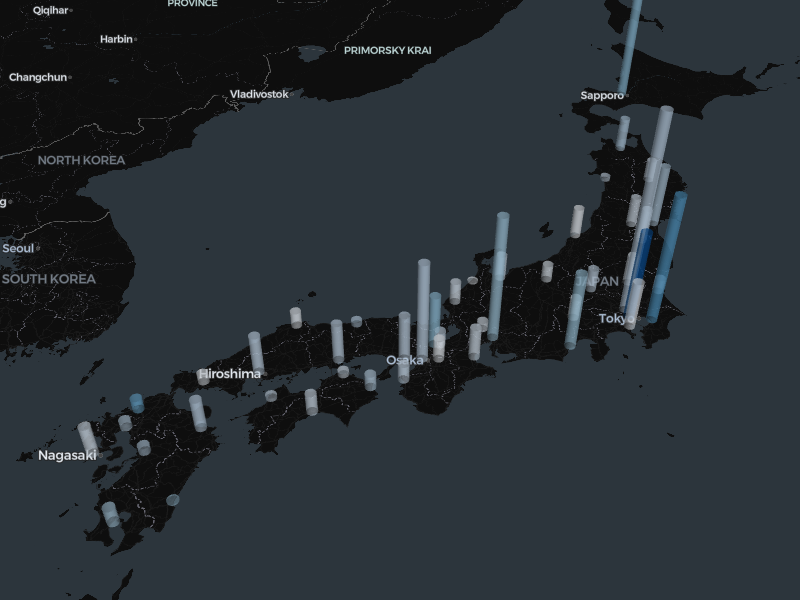 PROVINCE
Qiqihar
Harbin
PRIMORSKY KRAI
Changchun
Vladivostok
Sapporo
NORTH KOREA
Seoul
SOUTH KOREA
JAPAN
Tokyo
Osaka
Hiroshima
Nagasaki